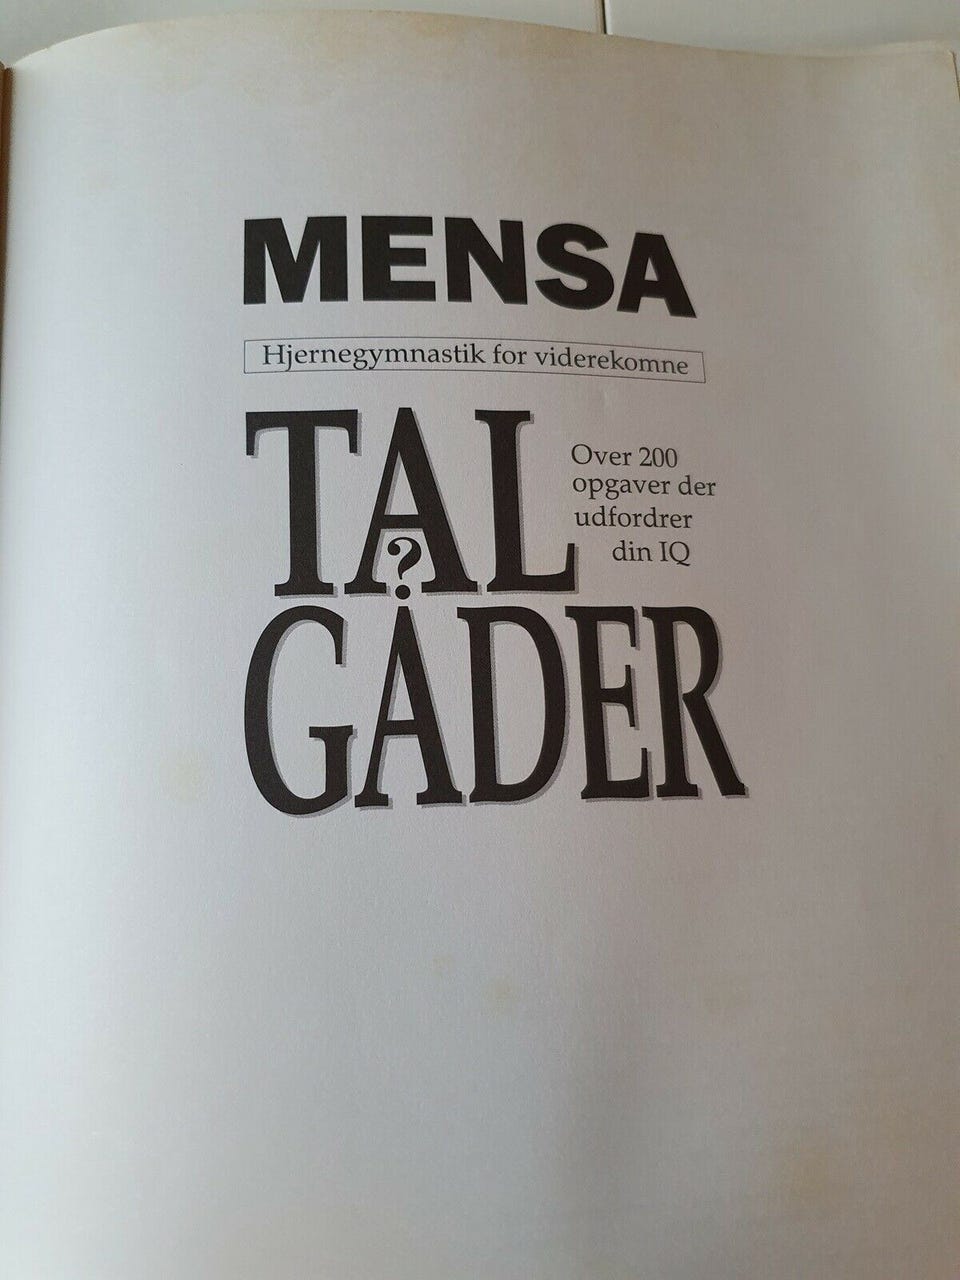 MENSA
Hjernegymnastik for viderekomne
TAL
?
Over 200
opgaver der
udfordrer
din IQ
GÅDER